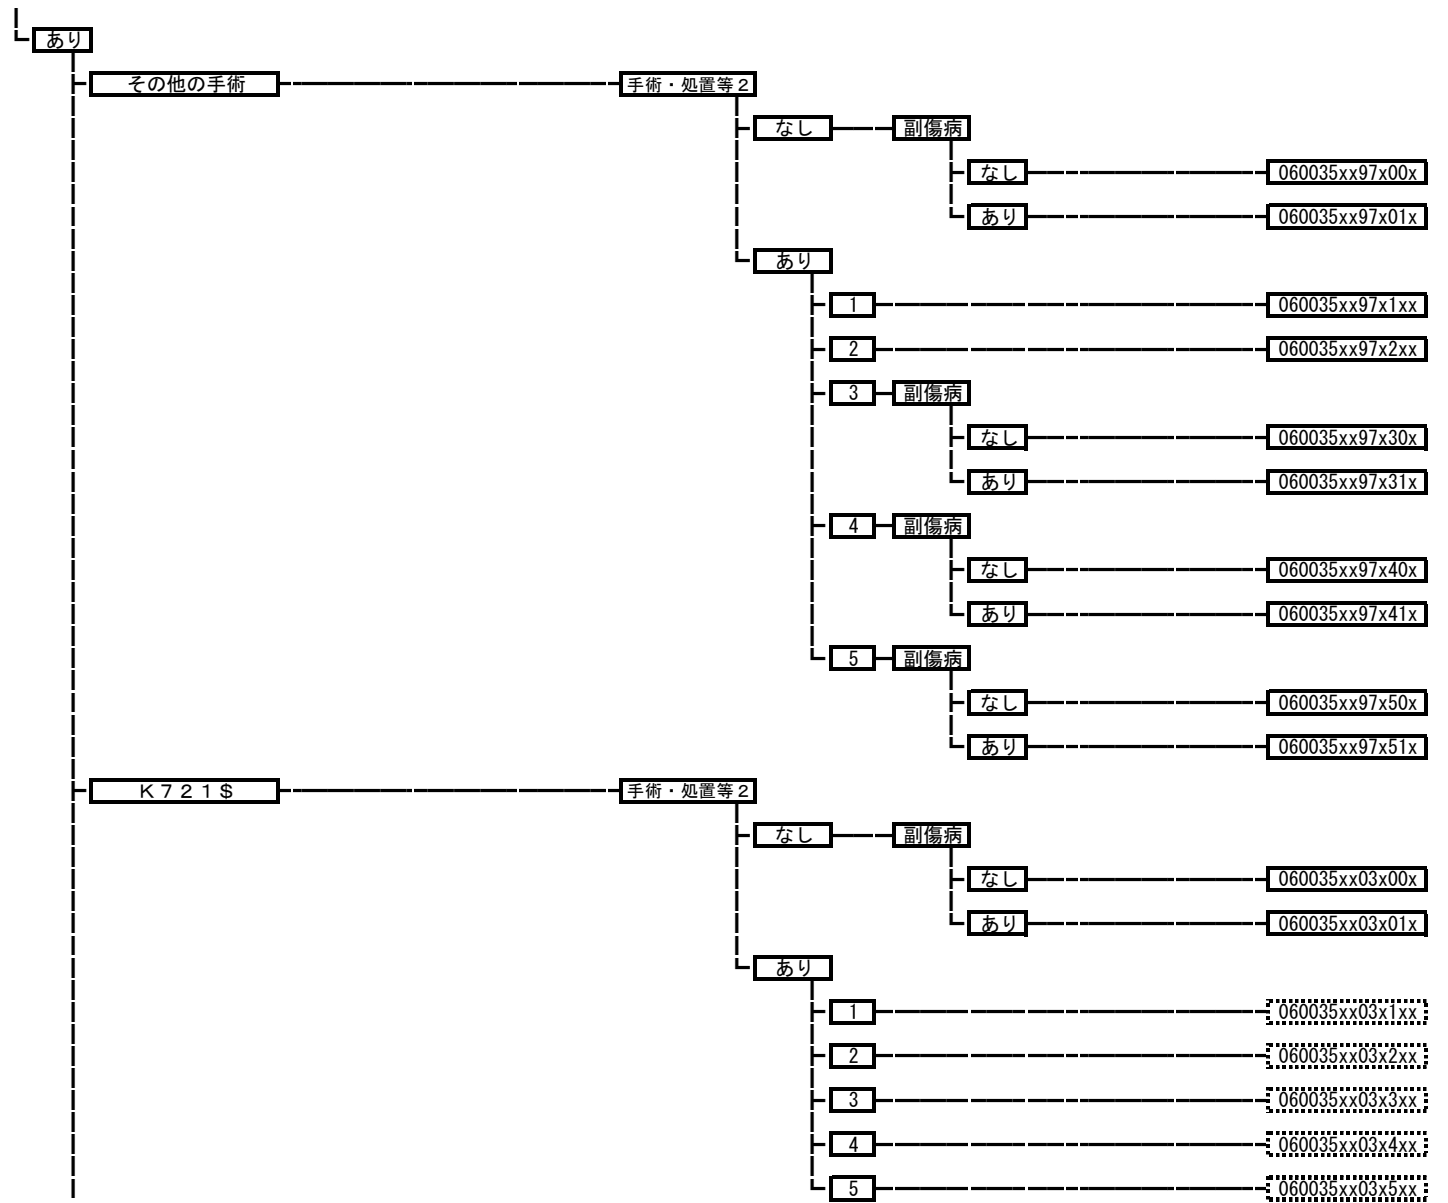 あり
その他の手術 手術・処置等２
なし 副傷病
なし 060035xx97x00x
あり 060035xx97x01x
あり
1 060035xx97x1xx
2 060035xx97x2xx
3 副傷病
なし 060035xx97x30x
あり 060035xx97x31x
4 副傷病
なし 060035xx97x40x
あり 060035xx97x41x
5 副傷病
なし 060035xx97x50x
あり 060035xx97x51x
Ｋ７２１＄ 手術・処置等２
なし 副傷病
なし 060035xx03x00x
あり 060035xx03x01x
あり
1 060035xx03x1xx
2 060035xx03x2xx
3 060035xx03x3xx
4 060035xx03x4xx
5 060035xx03x5xx